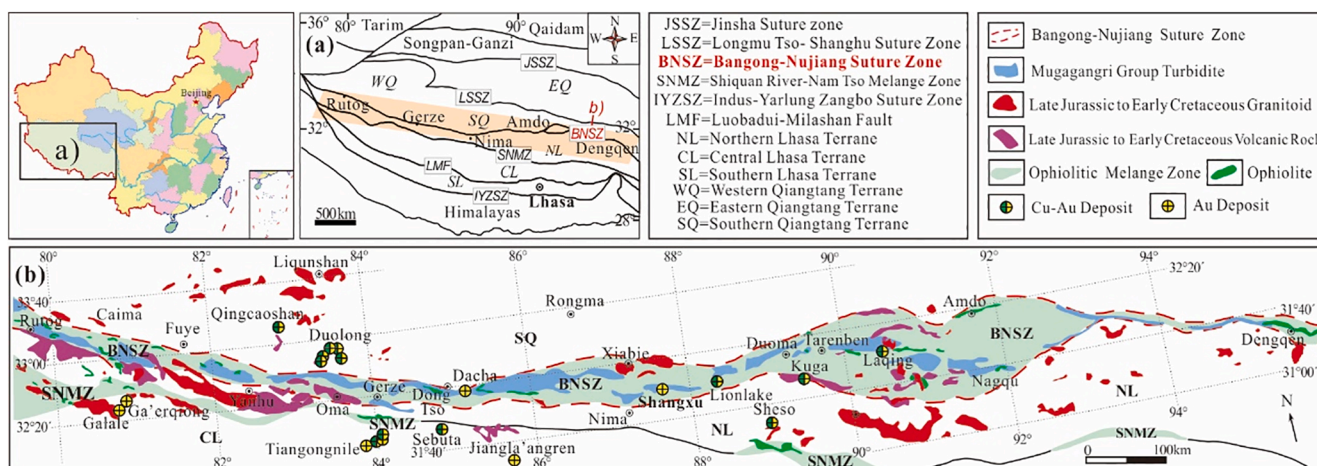 Beijing
a)
36°
80°
Tarim
90°
Qaidam
(a)
N
W
E
S
Songpan-Ganzi
JSSZ
WQ
EQ
LSSZ
b)
Rutog
Gerze
SQ
Amdo
BNSZ
32°
32°
Nima
NL
Dengqen
SNMZ
LMF
CL
SL
IYZSZ
Lhasa
Himalayas
500km
28°
JSSZ=Jinsha Suture zone
LSSZ=Longmu Tso- Shanghu Suture Zone
BNSZ=Bangong-Nujiang Suture Zone
SNMZ=Shiquan River-Nam Tso Melange Zone
IYZSZ=Indus-Yarlung Zangbo Suture Zone
LMF=Luobadui-Milashan Fault
NL=Northern Lhasa Terrane
CL=Central Lhasa Terrane
SL=Southern Lhasa Terrane
WQ=Western Qiangtang Terrane
EQ=Eastern Qiangtang Terrane
SQ=Southern Qiangtang Terrane
Bangong-Nujiang Suture Zone
Mugagangri Group Turbidite
Late Jurassic to Early Cretaceous Granitoid
Late Jurassic to Early Cretaceous Volcanic Rock
Ophiolitic Melange Zone
Ophiolite
Cu-Au Deposit
Au Deposit
(b)
80°
82°
84°
86°
88°
90°
92°
94°
32°20'
Liqunshan
33°40'
Rutog
Caima
Qingcaoshan
Rongma
Amdo
31°40'
Fuye
Duolong
SQ
BNSZ
Dengqen
BNSZ
Duoma
Tarenben
33°00'
Xiabie
Laqing
31°00'
Dacha
BNSZ
Kuga
Nagqu
SNMZ
Yanhu
Gerze
Dong
Tso
Shangxu
Lionlake
NL
Ga'erqiong
Oma
Galale
SNMZ
Nima
Sheso
32°20'
CL
Sebuta
NL
94°
N
Tiangongnile
31°40'
Jiangla'angren
92°
SNMZ
82°
84°
86°
88°
90°
SNMZ
0
100km